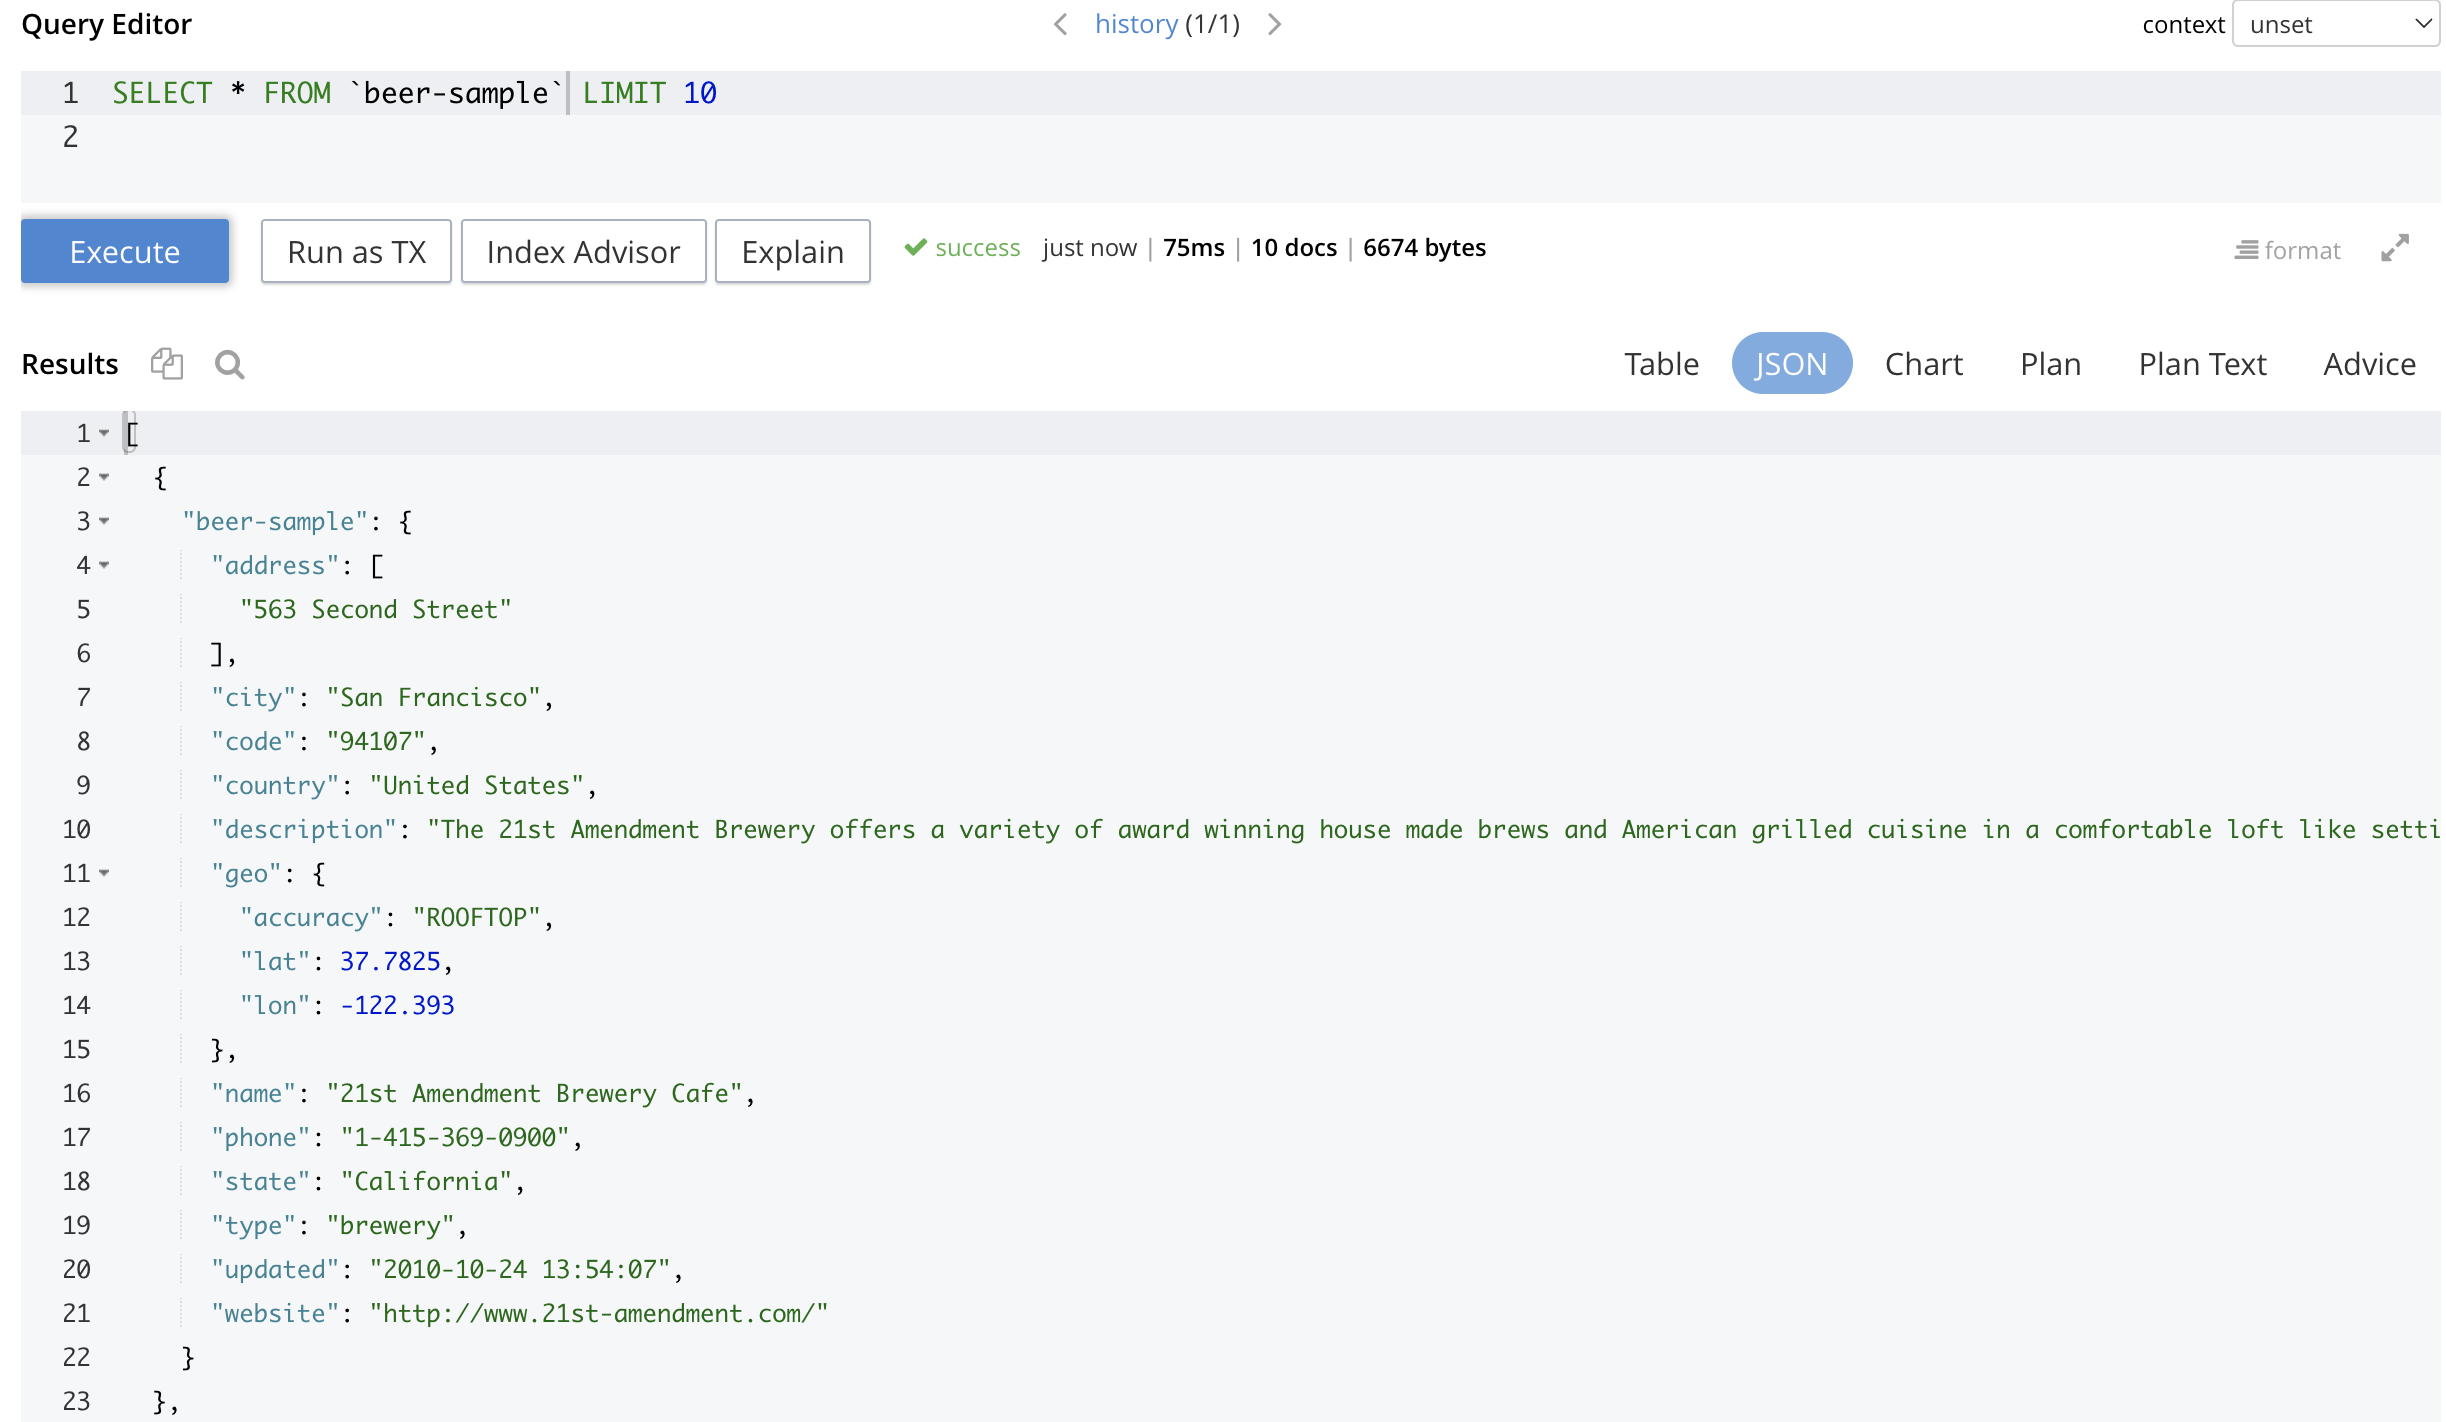 Query Editor
history (1/1)
context unset
1 SELECT * FROM `beer-sample` LIMIT 10
2
Execute Run as TX Index Advisor Explain success just now | 75ms | 10 docs | 6674 bytes format
Results Table JSON Chart Plan Plan Text Advice
1 [
2 {
3 "beer-sample": {
4 "address": [
5 "563 Second Street"
6 ],
7 "city": "San Francisco",
8 "code": "94107",
9 "country": "United States",
10 "description": "The 21st Amendment Brewery offers a variety of award winning house made brews and American grilled cuisine in a comfortable loft like setti
11 "geo": {
12 "accuracy": "ROOFTOP",
13 "lat": 37.7825,
14 "lon": -122.393
15 },
16 "name": "21st Amendment Brewery Cafe",
17 "phone": "1-415-369-0900",
18 "state": "California",
19 "type": "brewery",
20 "updated": "2010-10-24 13:54:07",
21 "website": "http://www.21st-amendment.com/"
22 }
23 },